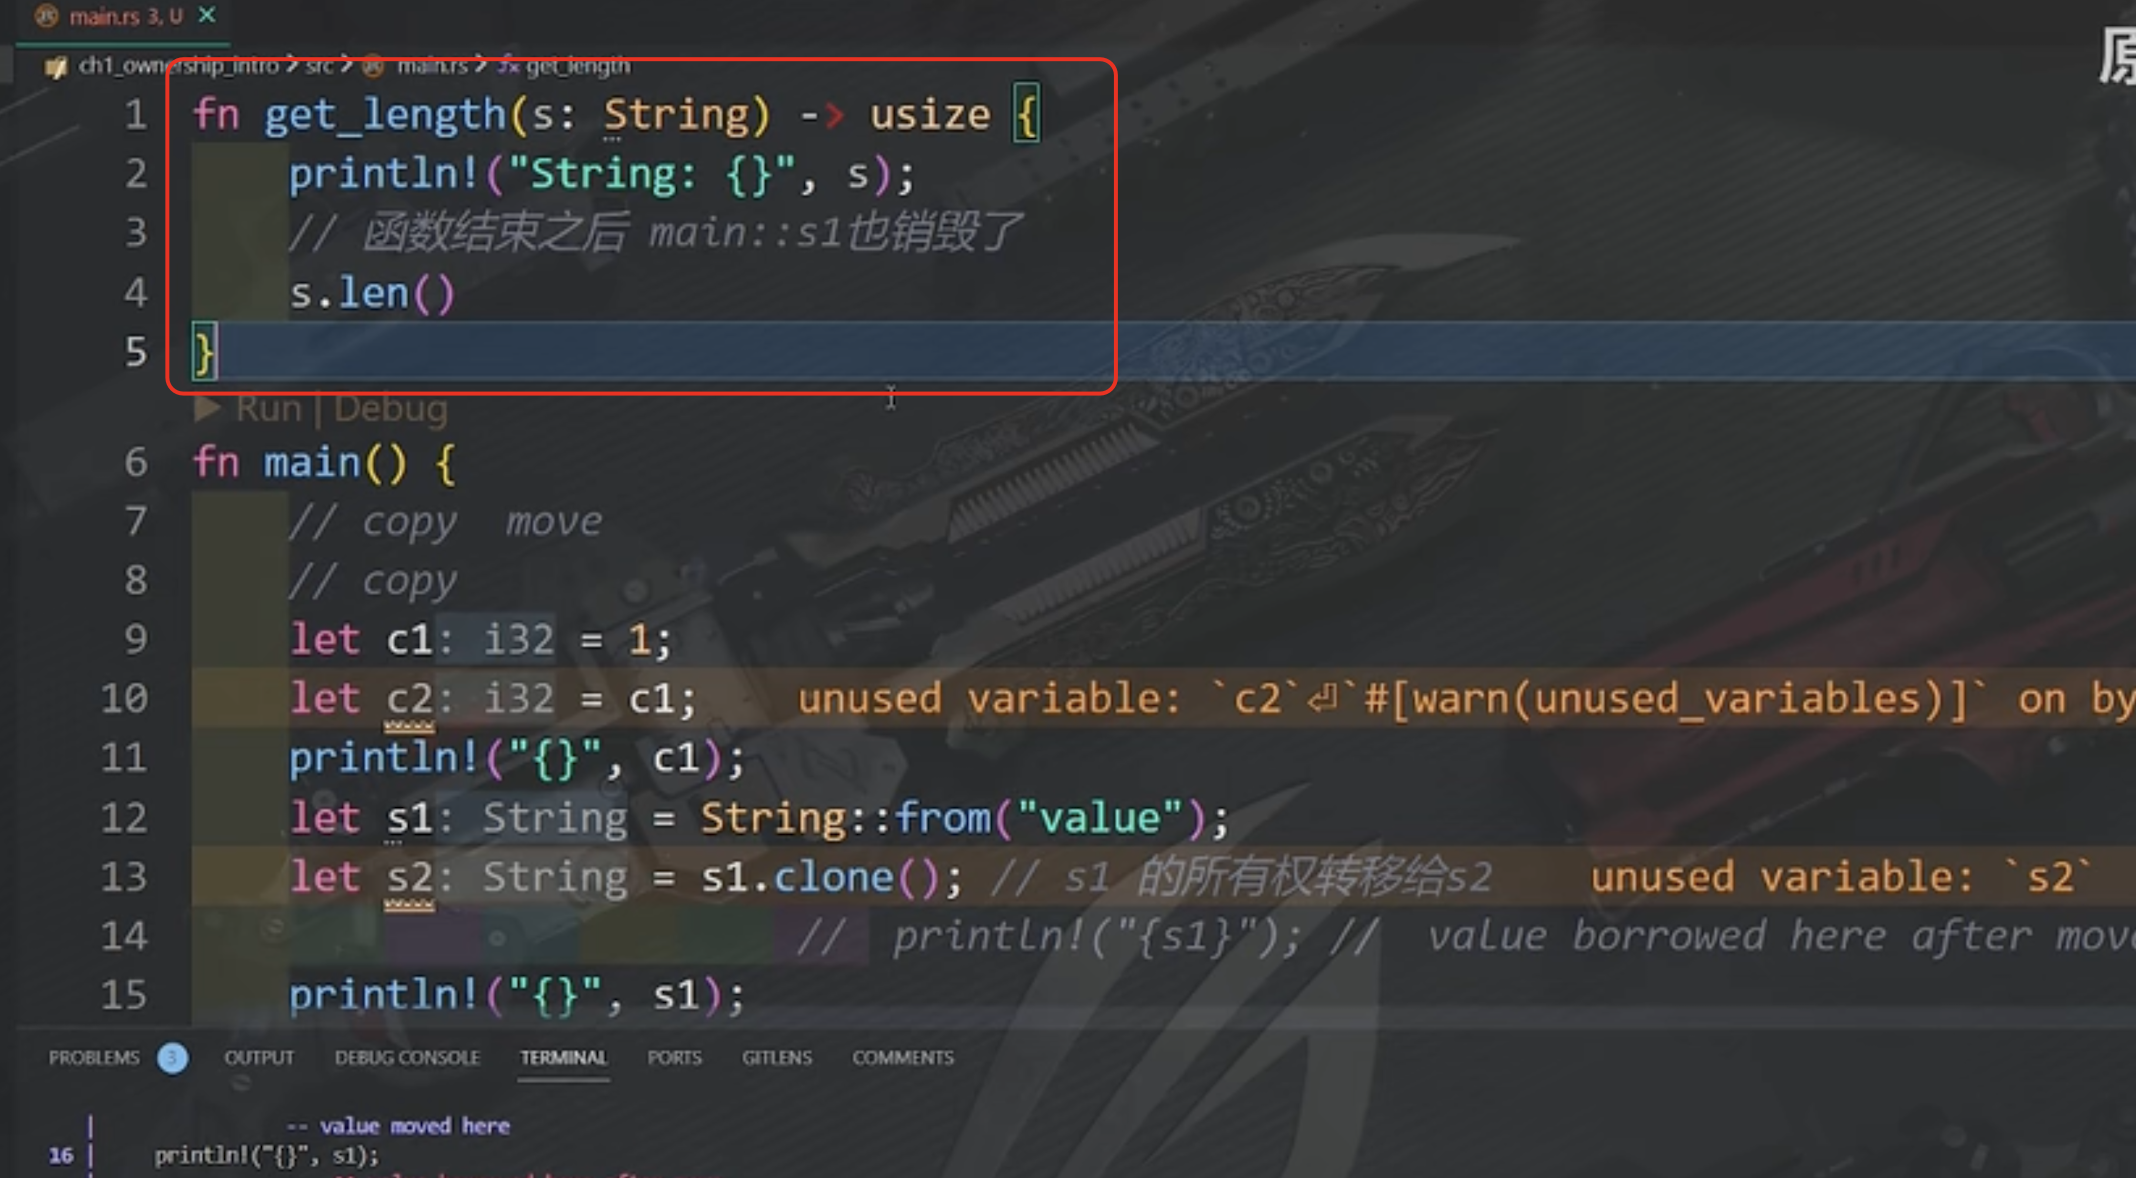 main.rs 3, U
原
ch1_ownership_intro > src > main.rs > get_length
1 fn get_length(s: String) -> usize {
2 println!("String: {}", s);
3 // 函数结束之后 main::s1也销毁了
4 s.len()
5 }
Run | Debug
6 fn main() {
7 // copy  move
8 // copy
9 let c1: i32 = 1;
10 let c2: i32 = c1; unused variable: `c2`⏎`#[warn(unused_variables)]` on by
11 println!("{}", c1);
12 let s1: String = String::from("value");
13 let s2: String = s1.clone(); // s1 的所有权转移给s2 unused variable: `s2`
14 //  println!("{s1}"); //  value borrowed here after move
15 println!("{}", s1);
PROBLEMS 3 OUTPUT DEBUG CONSOLE TERMINAL PORTS GITLENS COMMENTS
| -- value moved here
16 | println!("{}", s1);